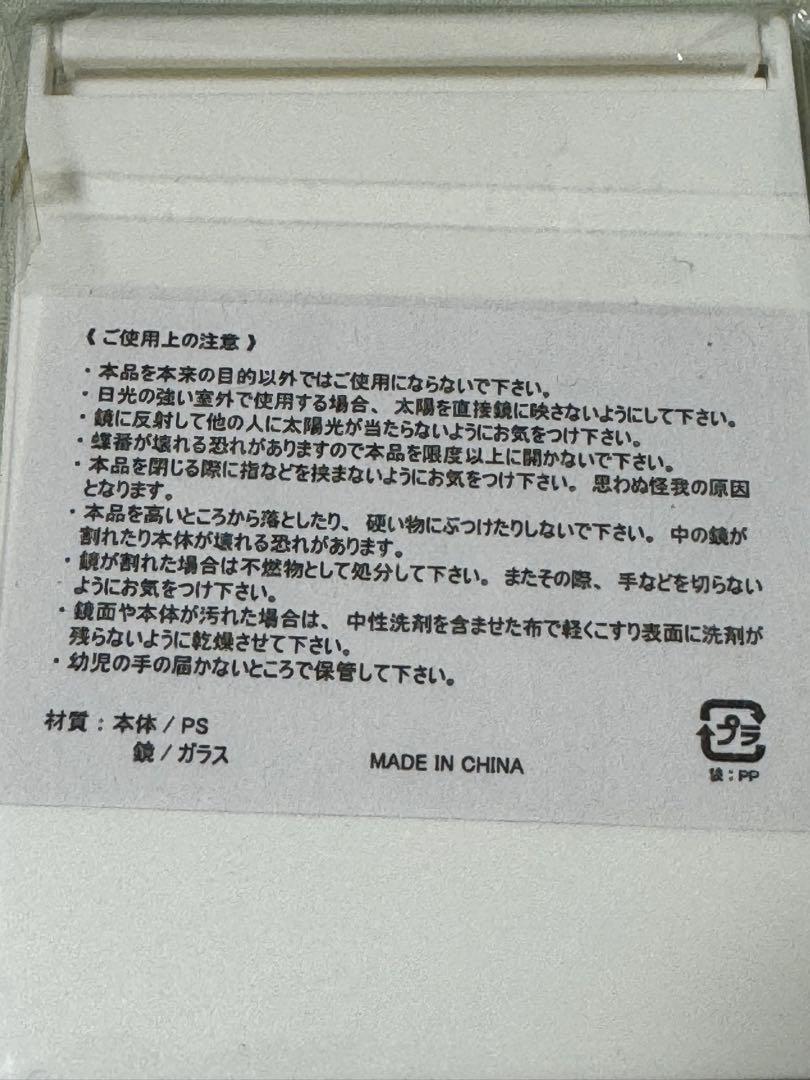 《ご使用上の注意》
・本品を本来の目的以外ではご使用にならないで下さい。
・日光の強い室外で使用する場合、太陽を直接鏡に映さないようにして下さい。
・鏡に反射して他の人に太陽光が当たらないようにお気をつけ下さい。
・蝶番が壊れる恐れがありますので本品を限度以上に開かないで下さい。
・本品を閉じる際に指などを挟まないようにお気をつけ下さい。思わぬ怪我の原因
となります。
・本品を高いところから落としたり、硬い物にぶつけたりしないで下さい。中の鏡が
割れたり本体が壊れる恐れがあります。
・鏡が割れた場合は不燃物として処分して下さい。またその際、手などを切らない
ようにお気をつけ下さい。
・鏡面や本体が汚れた場合は、中性洗剤を含ませた布で軽くこすり表面に洗剤が
残らないように乾燥させて下さい。
・幼児の手の届かないところで保管して下さい。
材質：本体/PS
鏡/ガラス
MADE IN CHINA
プラ
袋：PP